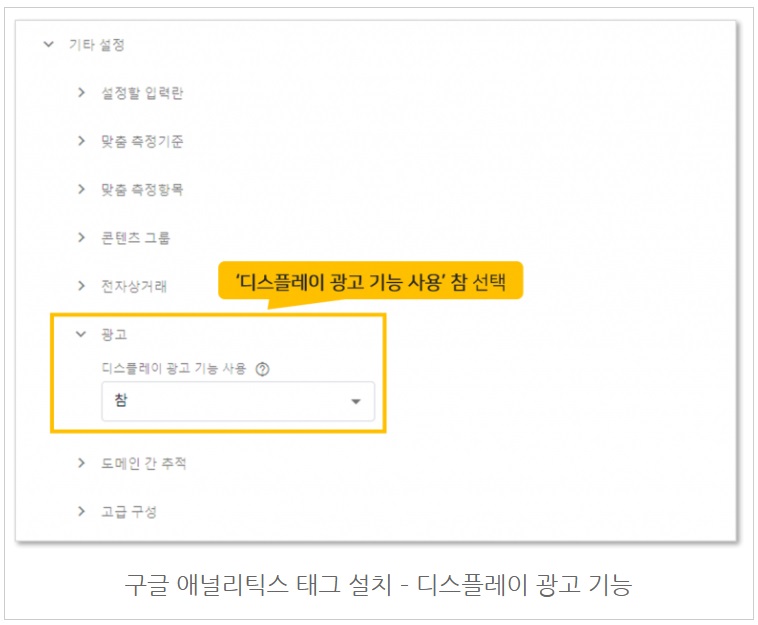 기타 설정
설정할 입력란
맞춤 측정기준
맞춤 측정항목
콘텐츠 그룹
전자상거래
‘디스플레이 광고 기능 사용’ 참 선택
광고
디스플레이 광고 기능 사용
참
도메인 간 추적
고급 구성
구글 애널리틱스 태그 설치 - 디스플레이 광고 기능